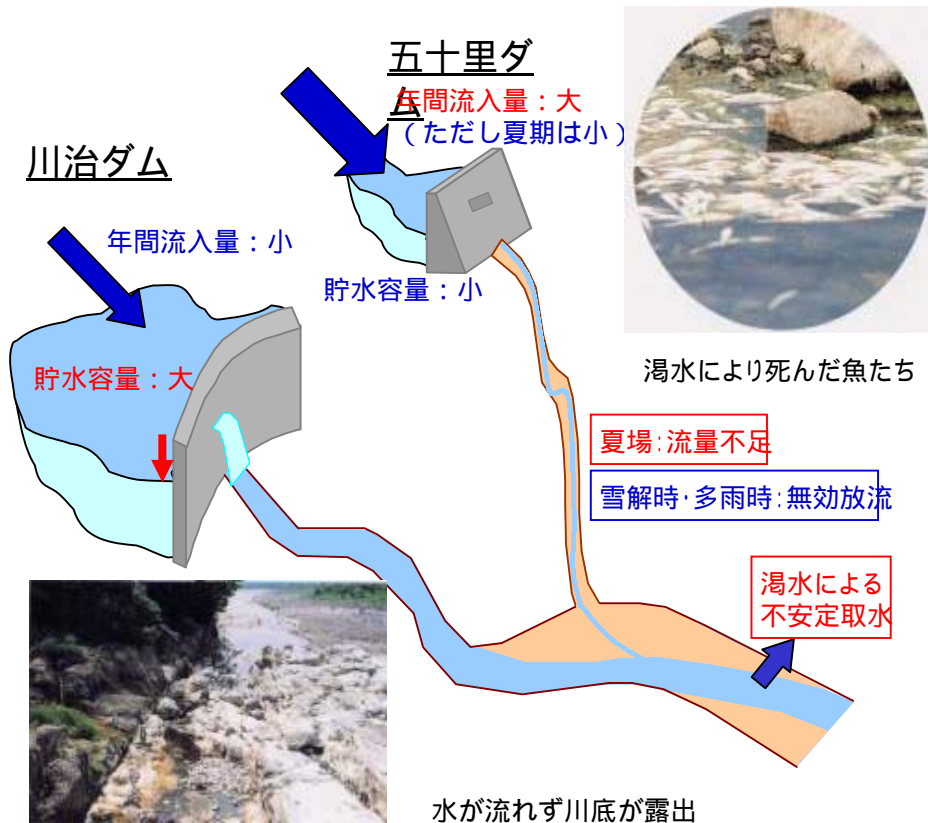 五十里ダ
ム
年間流入量：大
（ただし夏期は小）
川治ダム
年間流入量：小
貯水容量：小
貯水容量：大
渇水により死んだ魚たち
夏場：流量不足
雪解時・多雨時：無効放流
渇水による
不安定取水
水が流れず川底が露出